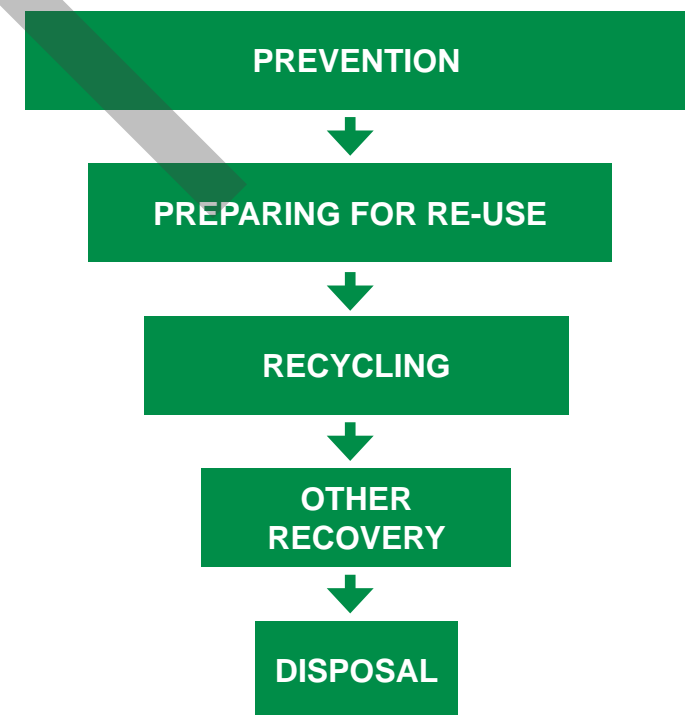 PREVENTION
PREPARING FOR RE-USE
RECYCLING
OTHER
RECOVERY
DISPOSAL